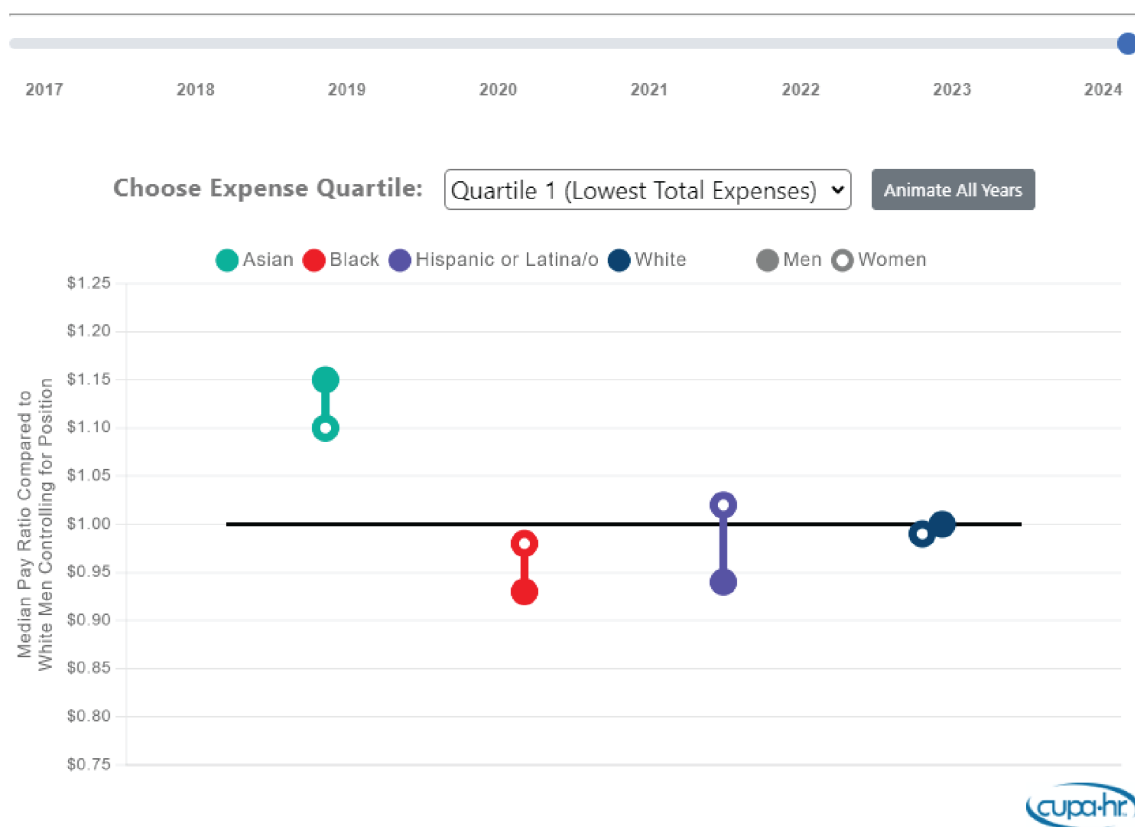 2017 2018 2019 2020 2021 2022 2023 2024
Choose Expense Quartile: Quartile 1 (Lowest Total Expenses) Animate All Years
Asian Black Hispanic or Latina/o White Men Women
Median Pay Ratio Compared to
White Men Controlling for Position
$1.25
$1.20
$1.15
$1.10
$1.05
$1.00
$0.95
$0.90
$0.85
$0.80
$0.75
cupa-hr